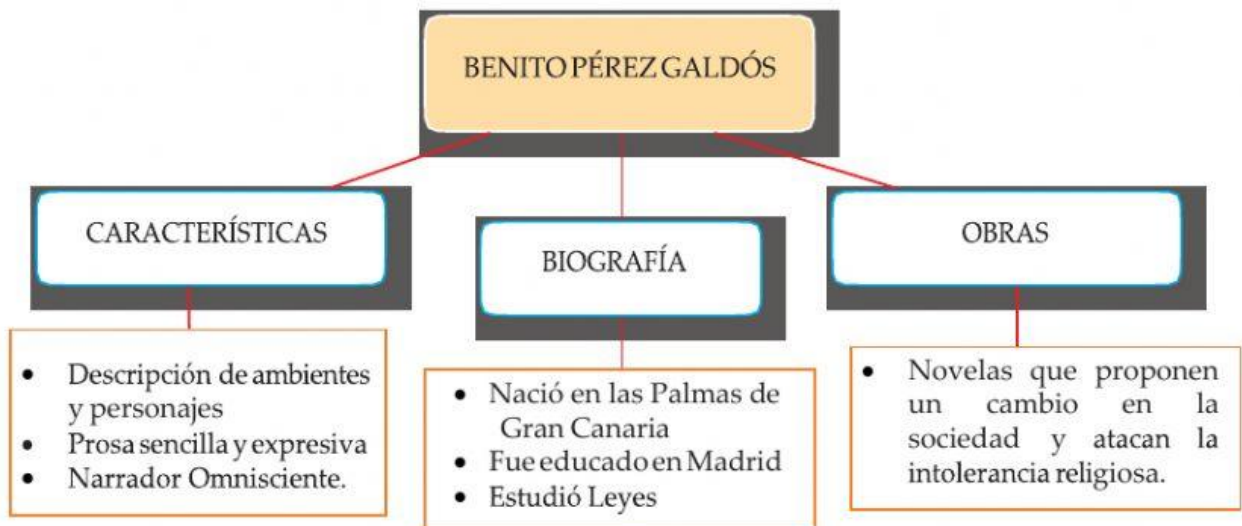 BENITO PÉREZ GALDÓS
CARACTERÍSTICAS
• Descripción de ambientes
y personajes
• Prosa sencilla y expresiva
• Narrador Omnisciente.
BIOGRAFÍA
• Nació en las Palmas de
Gran Canaria
• Fue educado en Madrid
• Estudió Leyes
OBRAS
• Novelas que proponen
un cambio en la
sociedad y atacan la
intolerancia religiosa.